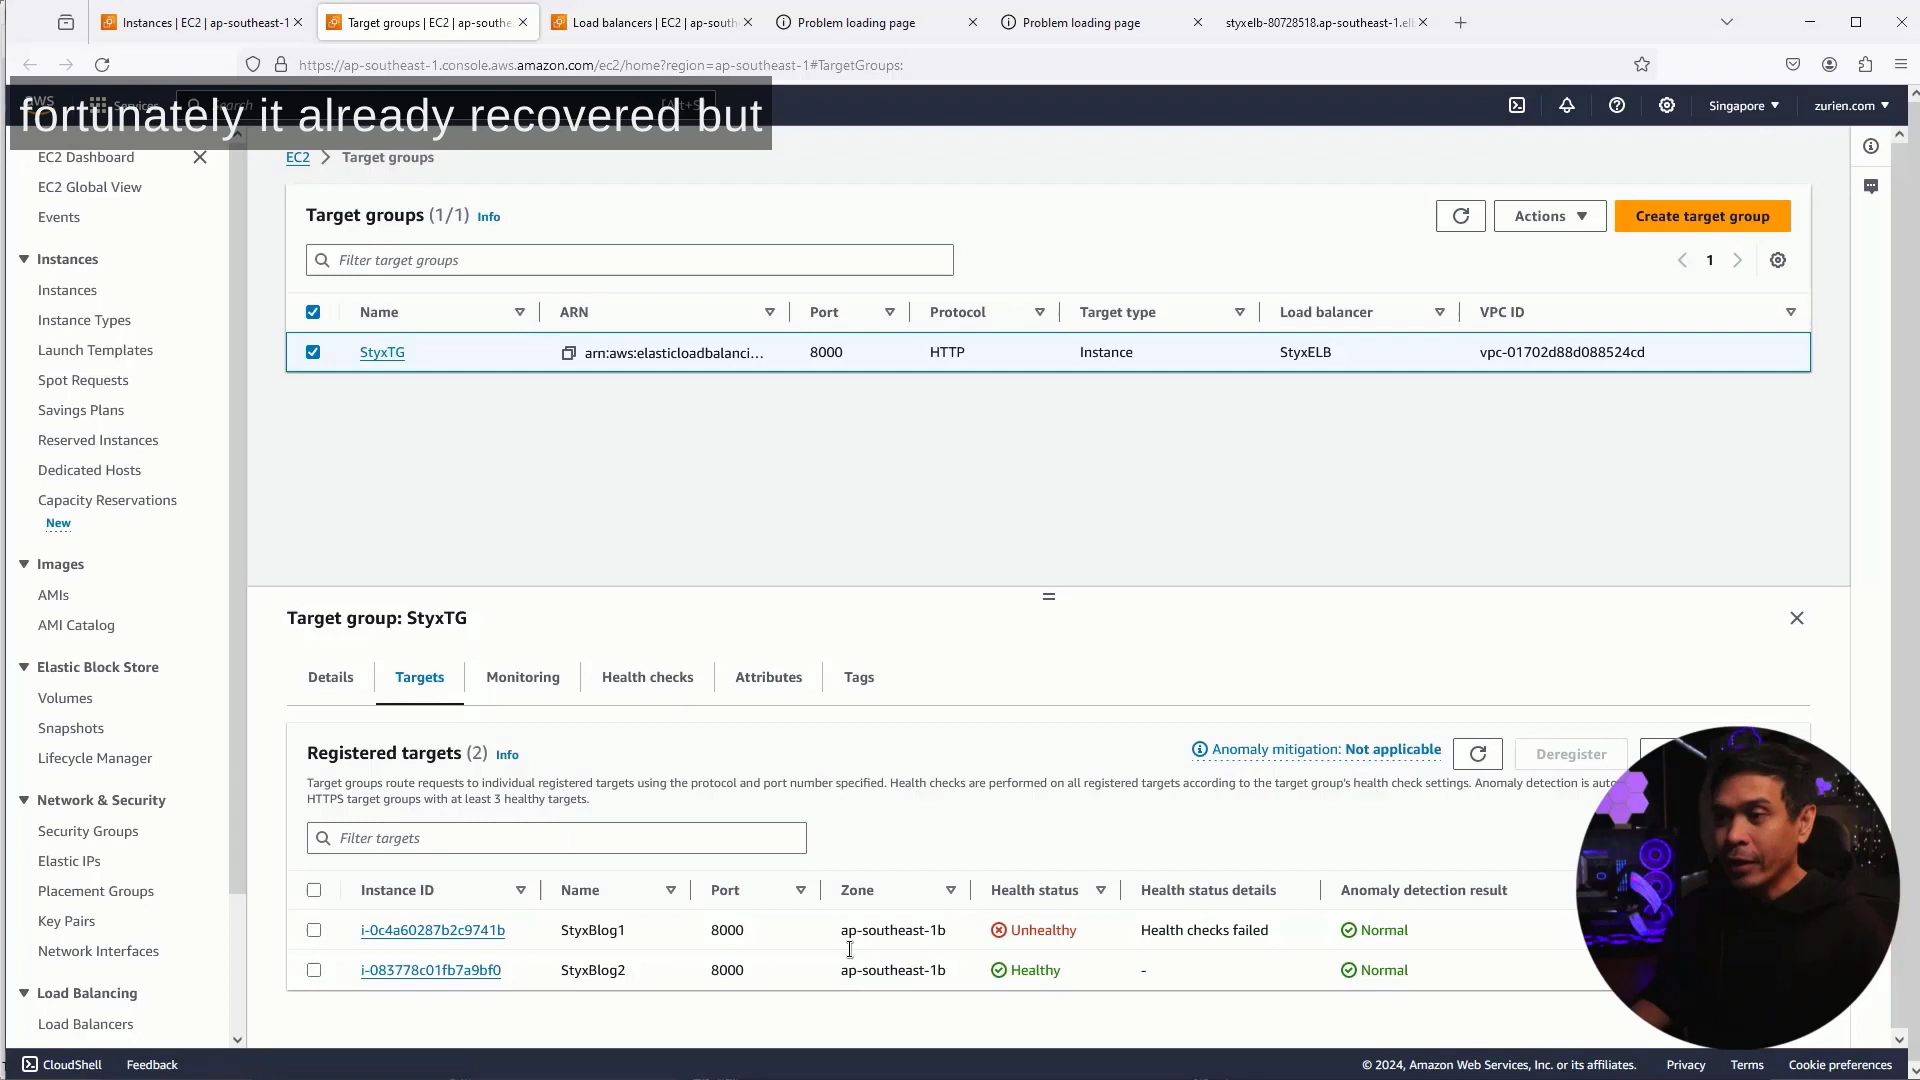 Instances | EC2 | ap-southeast-1
Target groups | EC2 | ap-southe
Load balancers | EC2 | ap-south
Problem loading page
Problem loading page
styxelb-80728518.ap-southeast-1.el
https://ap-southeast-1.console.aws.amazon.com/ec2/home?region=ap-southeast-1#TargetGroups:
aws
Services
Search
[Alt+S]
Singapore
zurien.com
fortunately it already recovered but
EC2 Dashboard
EC2 Global View
Events
Instances
Instances
Instance Types
Launch Templates
Spot Requests
Savings Plans
Reserved Instances
Dedicated Hosts
Capacity Reservations
New
Images
AMIs
AMI Catalog
Elastic Block Store
Volumes
Snapshots
Lifecycle Manager
Network & Security
Security Groups
Elastic IPs
Placement Groups
Key Pairs
Network Interfaces
Load Balancing
Load Balancers
EC2 > Target groups
Target groups (1/1) Info
Actions
Create target group
Filter target groups
1
Name ARN Port Protocol Target type Load balancer VPC ID
StyxTG arn:aws:elasticloadbalanci... 8000 HTTP Instance StyxELB vpc-01702d88d088524cd
Target group: StyxTG
Details Targets Monitoring Health checks Attributes Tags
Registered targets (2) Info
Anomaly mitigation: Not applicable
Deregister
Target groups route requests to individual registered targets using the protocol and port number specified. Health checks are performed on all registered targets according to the target group's health check settings. Anomaly detection is auto
HTTPS target groups with at least 3 healthy targets.
Filter targets
Instance ID Name Port Zone Health status Health status details Anomaly detection result
i-0c4a60287b2c9741b StyxBlog1 8000 ap-southeast-1b Unhealthy Health checks failed Normal
i-083778c01fb7a9bf0 StyxBlog2 8000 ap-southeast-1b Healthy - Normal
CloudShell Feedback
© 2024, Amazon Web Services, Inc. or its affiliates. Privacy Terms Cookie preferences